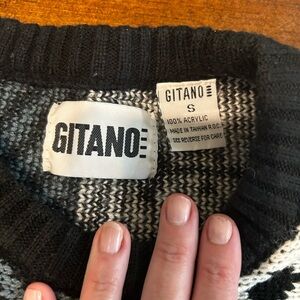 GITANO
GITANO
S
100% ACRYLIC
MADE IN TAIWAN R.O.C.
SEE REVERSE FOR CARE